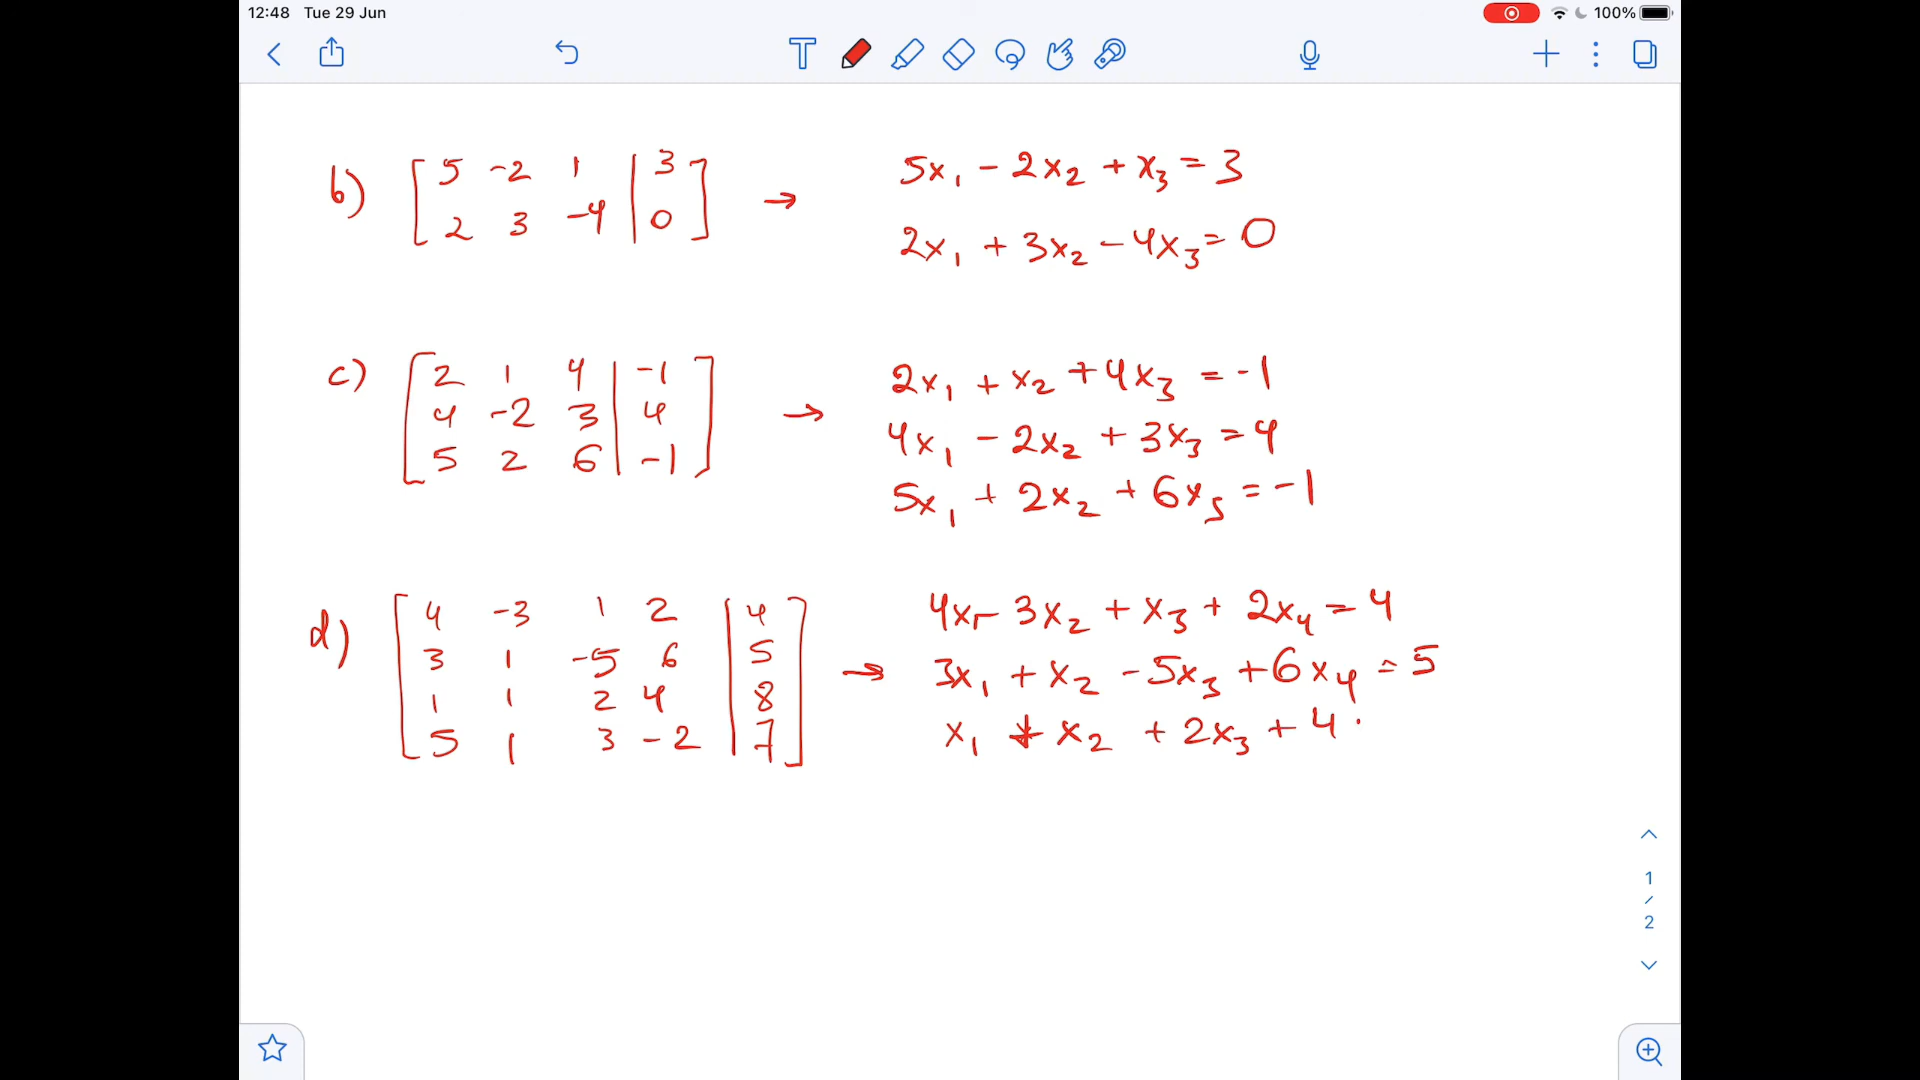 12:48 Tue 29 Jun 100%
b) [ 5 -2 1 | 3 ] → 5x₁ - 2x₂ + x₃ = 3
[ 2 3 -4 | 0 ] 2x₁ + 3x₂ - 4x₃ = 0
c) [ 2 1 4 | -1 ] 2x₁ + x₂ + 4x₃ = -1
[ 4 -2 3 | 4 ] → 4x₁ - 2x₂ + 3x₃ = 4
[ 5 2 6 | -1 ] 5x₁ + 2x₂ + 6x₃ = -1
d) [ 4 -3 1 2 | 4 ] 4x₁ - 3x₂ + x₃ + 2x₄ = 4
[ 3 1 -5 6 | 5 ] → 3x₁ + x₂ - 5x₃ + 6x₄ = 5
[ 1 1 2 4 | 8 ] x₁ + x₂ + 2x₃ + 4
[ 5 1 3 -2 | 7 ]
1
/
2